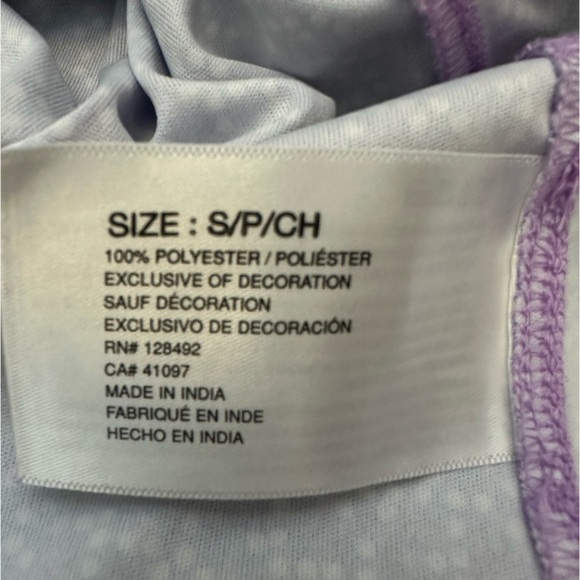 SIZE : S/P/CH
100% POLYESTER / POLIÉSTER
EXCLUSIVE OF DECORATION
SAUF DÉCORATION
EXCLUSIVO DE DECORACIÓN
RN# 128492
CA# 41097
MADE IN INDIA
FABRIQUÉ EN INDE
HECHO EN INDIA